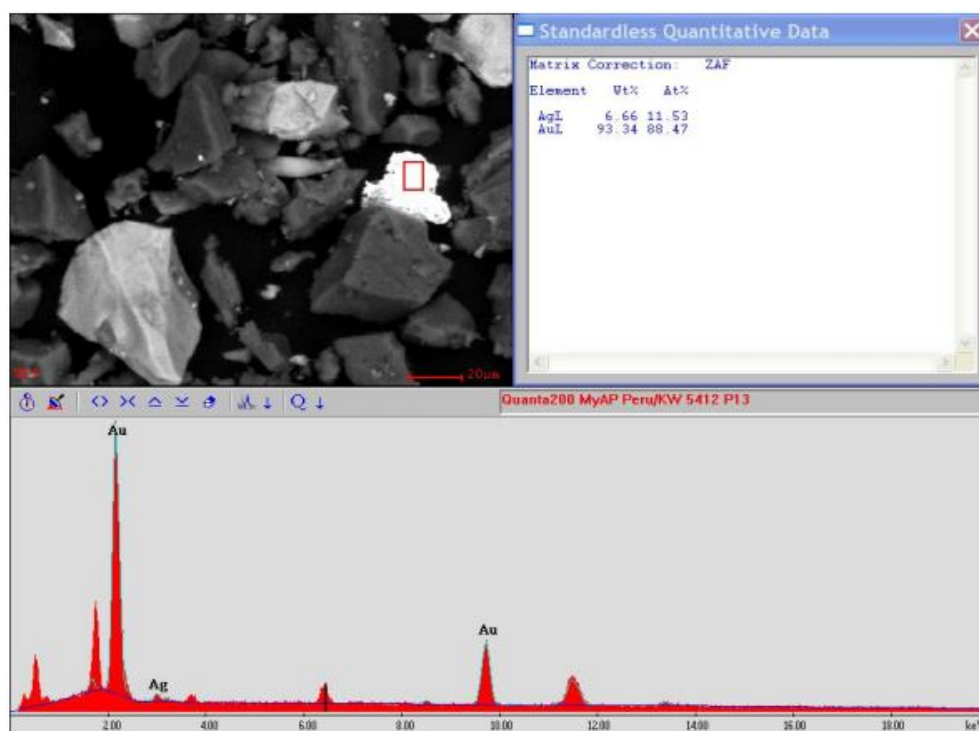 Standardless Quantitative Data
Matrix Correction: ZAF
Element Wt% At%
AgL 6.66 11.53
AuL 93.34 88.47
20µm
Quanta200 MyAP Peru/KW 5412 P13
Au
Au
Ag
2.00 4.00 6.00 8.00 10.00 12.00 14.00 16.00 18.00 keV